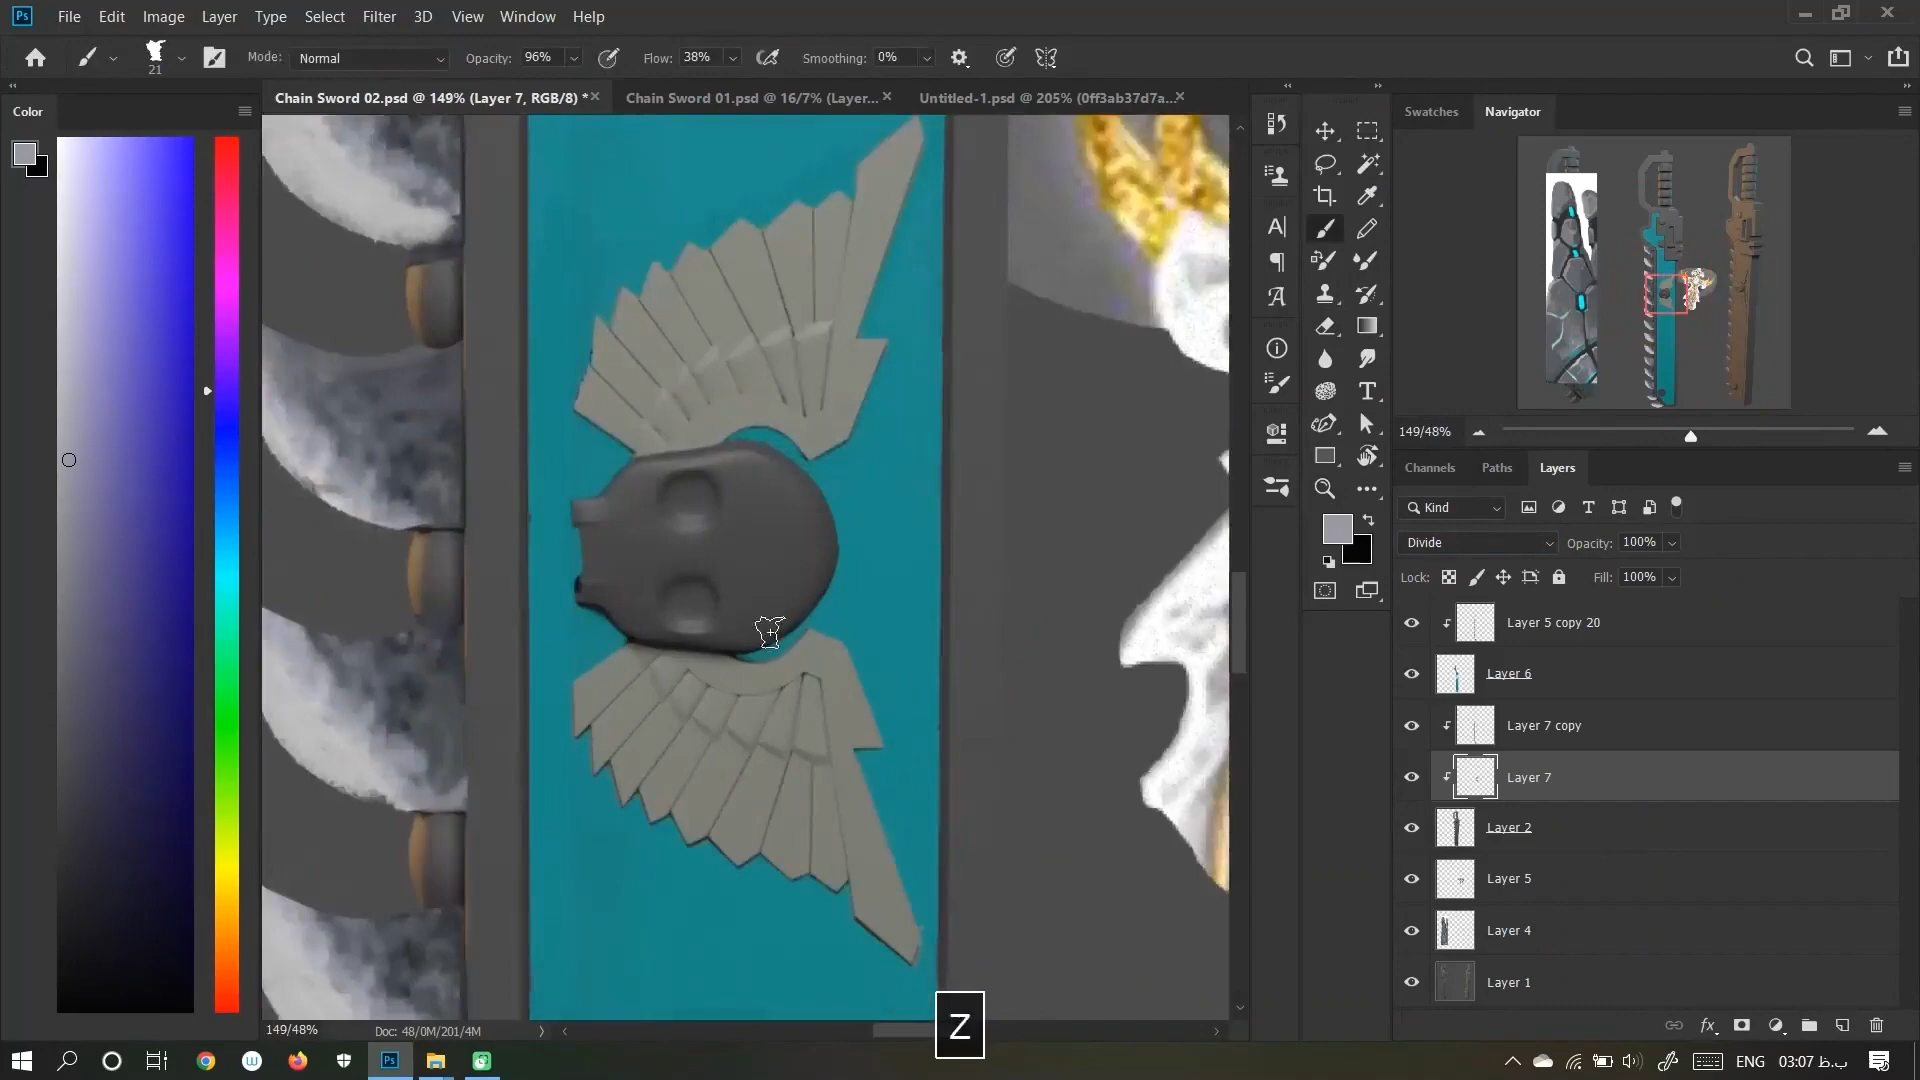 Ps File Edit Image Layer Type Select Filter 3D View Window Help
21 Mode: Normal Opacity: 96% Flow: 38% Smoothing: 0%
Chain Sword 02.psd @ 149% (Layer 7, RGB/8) * Chain Sword 01.psd @ 16/7% (Layer... Untitled-1.psd @ 205% (0ff3ab37d7a...
Color
Swatches Navigator
149/48%
Channels Paths Layers
Kind
Divide Opacity: 100%
Lock: Fill: 100%
Layer 5 copy 20
Layer 6
Layer 7 copy
Layer 7
Layer 2
Layer 5
Layer 4
Layer 1
Z
149/48% Doc: 48/0M/201/4M
Ps ENG 03:07 ب.ظ